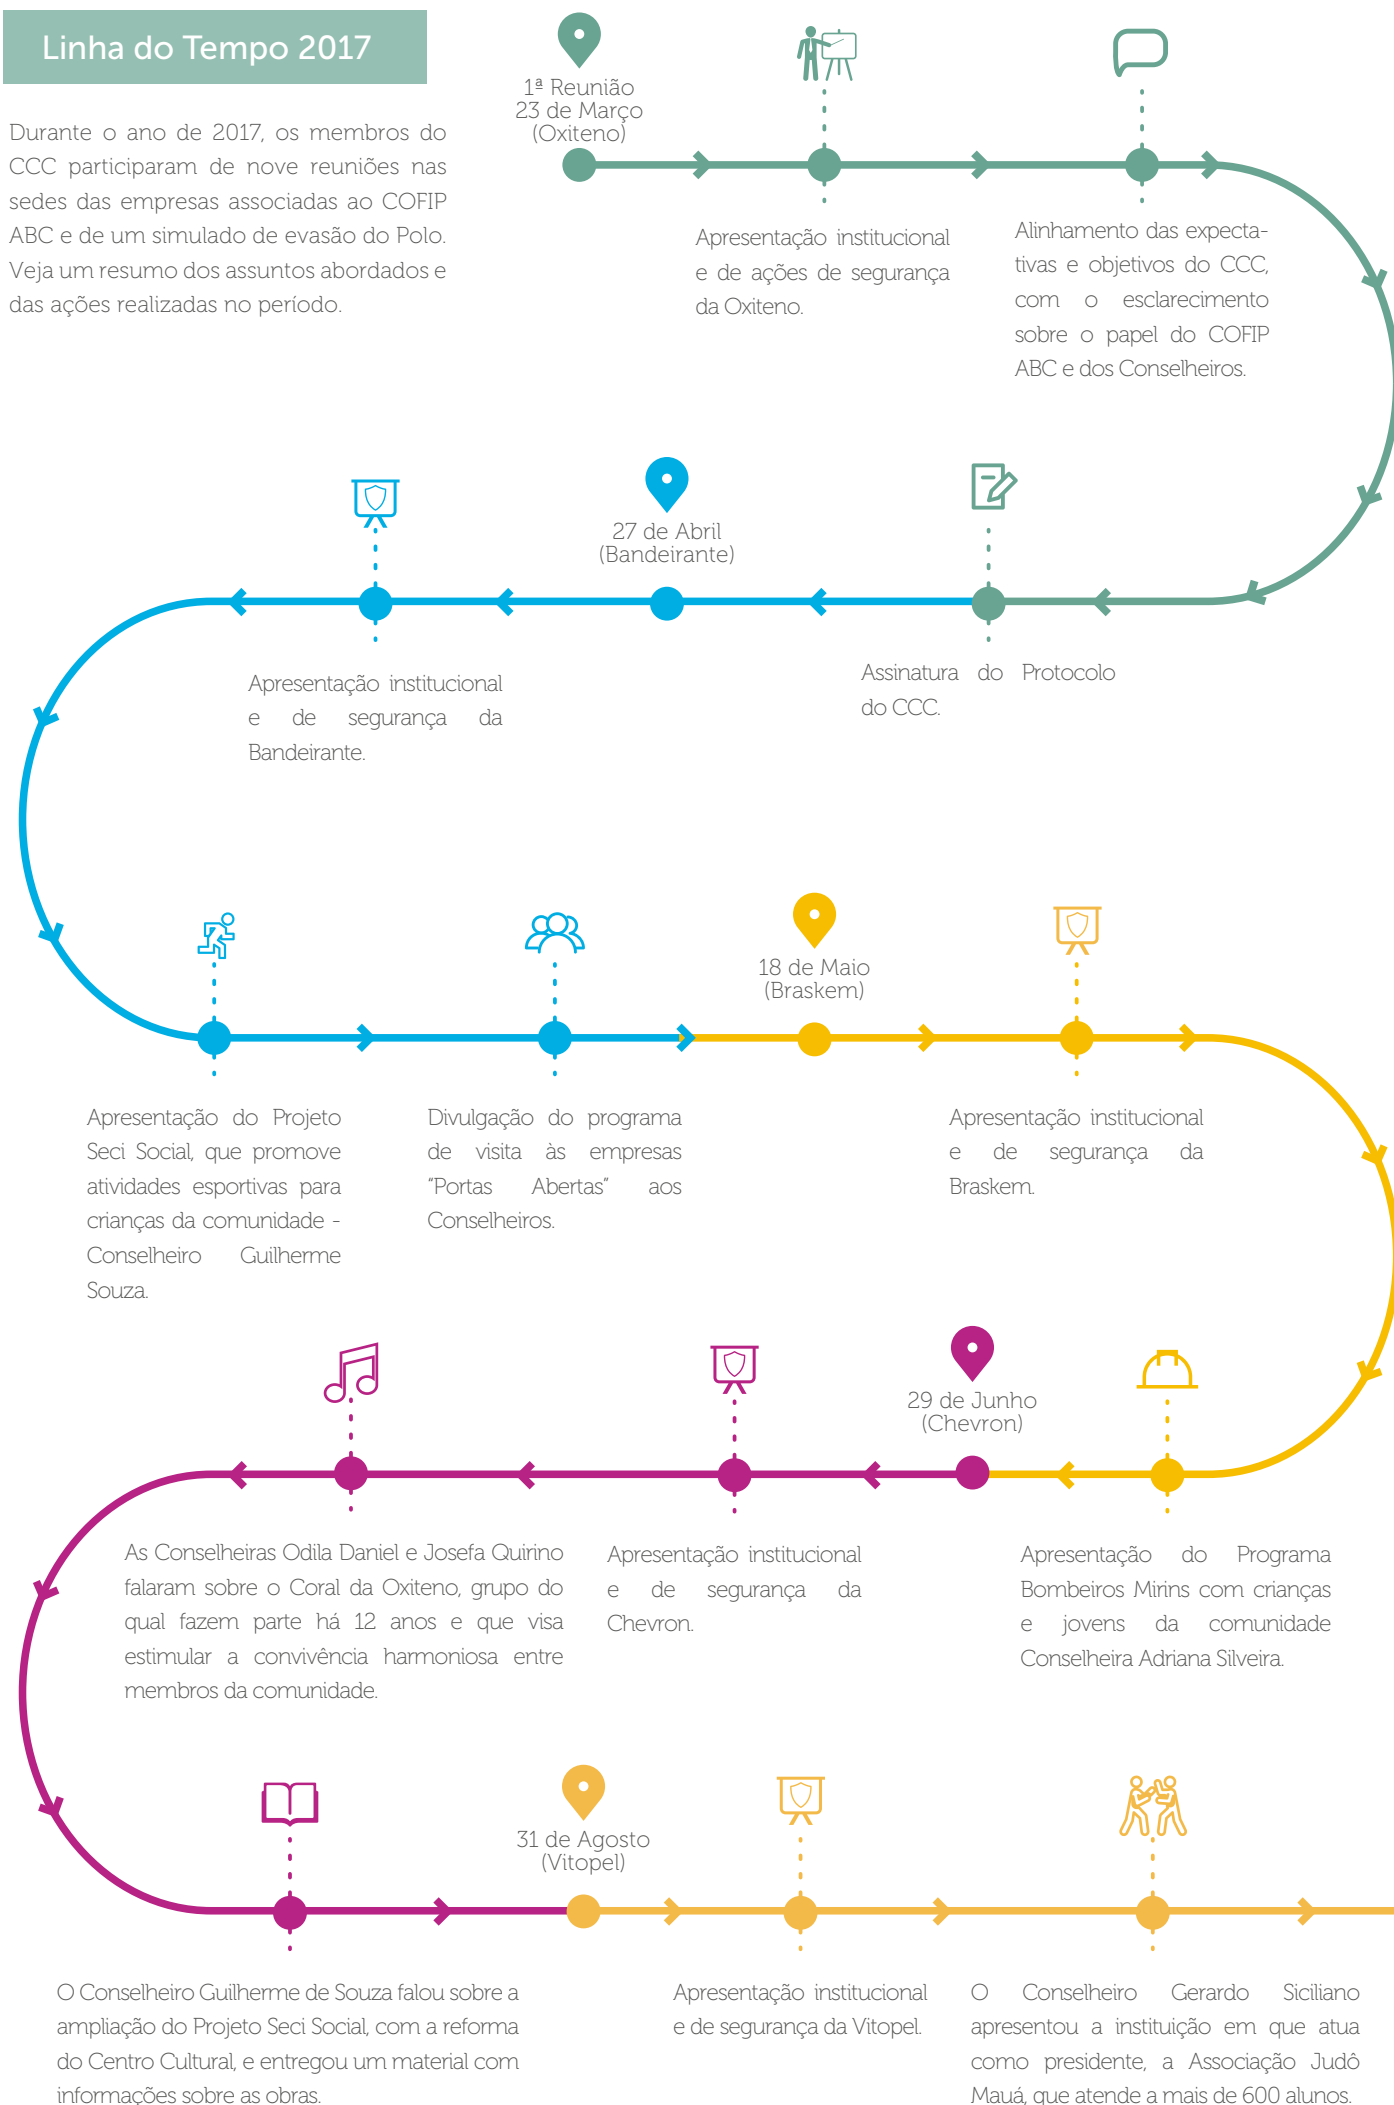 Linha do Tempo 2017
Durante o ano de 2017, os membros do
CCC participaram de nove reuniões nas
sedes das empresas associadas ao COFIP
ABC e de um simulado de evasão do Polo.
Veja um resumo dos assuntos abordados e
das ações realizadas no período.
1ª Reunião
23 de Março
(Oxiteno)
Apresentação institucional
e de ações de segurança
da Oxiteno.
Alinhamento das expecta-
tivas e objetivos do CCC,
com o esclarecimento
sobre o papel do COFIP
ABC e dos Conselheiros.
Assinatura do Protocolo
do CCC.
27 de Abril
(Bandeirante)
Apresentação institucional
e de segurança da
Bandeirante.
Apresentação do Projeto
Seci Social, que promove
atividades esportivas para
crianças da comunidade -
Conselheiro Guilherme
Souza.
Divulgação do programa
de visita às empresas
“Portas Abertas” aos
Conselheiros.
18 de Maio
(Braskem)
Apresentação institucional
e de segurança da
Braskem.
Apresentação do Programa
Bombeiros Mirins com crianças
e jovens da comunidade
Conselheira Adriana Silveira.
29 de Junho
(Chevron)
Apresentação institucional
e de segurança da
Chevron.
As Conselheiras Odila Daniel e Josefa Quirino
falaram sobre o Coral da Oxiteno, grupo do
qual fazem parte há 12 anos e que visa
estimular a convivência harmoniosa entre
membros da comunidade.
O Conselheiro Guilherme de Souza falou sobre a
ampliação do Projeto Seci Social, com a reforma
do Centro Cultural, e entregou um material com
informações sobre as obras.
31 de Agosto
(Vitopel)
Apresentação institucional
e de segurança da Vitopel.
O Conselheiro Gerardo Siciliano
apresentou a instituição em que atua
como presidente, a Associação Judô
Mauá, que atende a mais de 600 alunos.